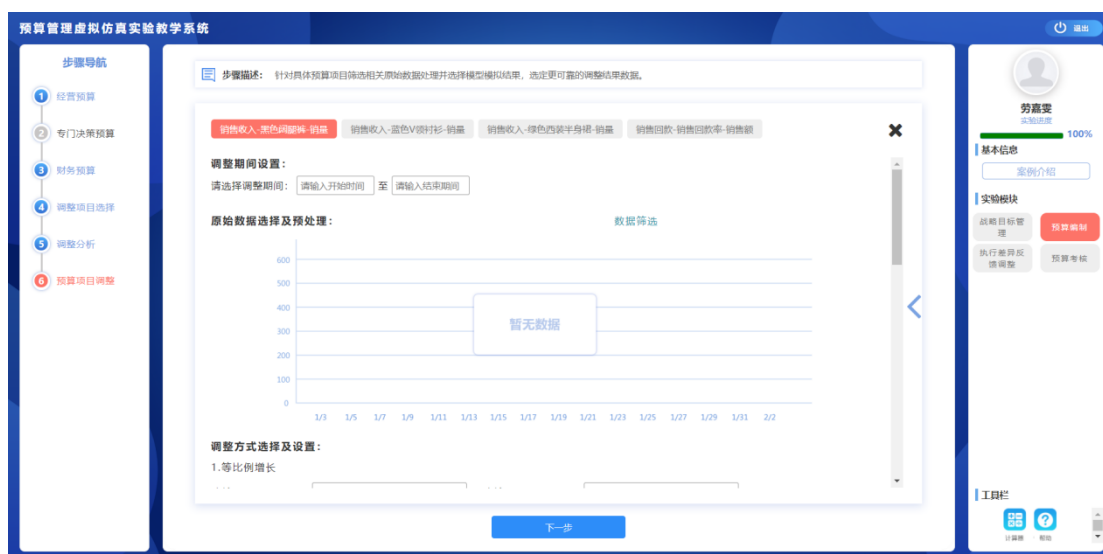 预算管理虚拟仿真实验教学系统
退出
步骤导航
1 经营预算
2 专门决策预算
3 财务预算
4 调整项目选择
5 调整分析
6 预算项目调整
步骤描述: 针对具体预算项目筛选相关原始数据处理并选择模型模拟结果，选定更可靠的调整结果数据。
销售收入-黑色阔腿裤-销量 销售收入-蓝色V领衬衫-销量 销售收入-绿色西装半身裙-销量 销售回款-销售回款率-销售额
调整期间设置:
请选择调整期间: 请输入开始时间 至 请输入结束期间
原始数据选择及预处理: 数据筛选
600
500
400
300
200
100
0
暂无数据
1/3 1/5 1/7 1/9 1/11 1/13 1/15 1/17 1/19 1/21 1/23 1/25 1/27 1/29 1/31 2/2
调整方式选择及设置:
1.等比例增长
下一步
劳嘉雯
实验进度
100%
基本信息
案例介绍
实验模块
战略目标管
理
预算编制
执行差异反
馈调整
预算考核
工具栏
计算器 帮助